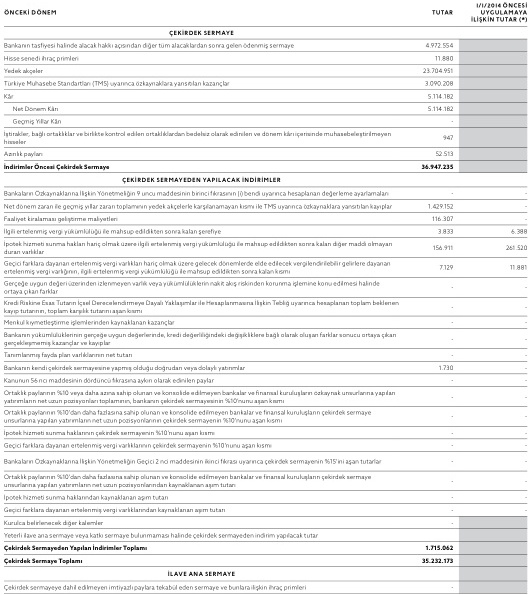 ÖNCEKİ DÖNEM TUTAR 1/1/2014 ÖNCESİ UYGULAMAYA İLİŞKİN TUTAR (*)
ÇEKİRDEK SERMAYE
Bankanın tasfiyesi halinde alacak hakkı açısından diğer tüm alacaklardan sonra gelen ödenmiş sermaye 4.972.554
Hisse senedi ihraç primleri 11.880
Yedek akçeler 23.704.951
Türkiye Muhasebe Standartları (TMS) uyarınca özkaynaklara yansıtılan kazançlar 3.090.208
Kâr 5.114.182
Net Dönem Kârı 5.114.182
Geçmiş Yıllar Kârı -
İştirakler, bağlı ortaklıklar ve birlikte kontrol edilen ortaklıklardan bedelsiz olarak edinilen ve dönem kârı içerisinde muhasebeleştirilmeyen
hisseler 947
Azınlık payları 52.513
İndirimler Öncesi Çekirdek Sermaye 36.947.235
ÇEKİRDEK SERMAYEDEN YAPILACAK İNDİRİMLER
Bankaların Özkaynaklarına İlişkin Yönetmeliğin 9 uncu maddesinin birinci fıkrasının (i) bendi uyarınca hesaplanan değerleme ayarlamaları - -
Net dönem zararı ile geçmiş yıllar zararı toplamının yedek akçelerle karşılanamayan kısmı ile TMS uyarınca özkaynaklara yansıtılan kayıplar 1.429.152 -
Faaliyet kiralaması geliştirme maliyetleri 116.307 -
İlgili ertelenmiş vergi yükümlülüğü ile mahsup edildikten sonra kalan şerefiye 3.833 6.388
İpotek hizmeti sunma hakları hariç olmak üzere ilgili ertelenmiş vergi yükümlülüğü ile mahsup edildikten sonra kalan diğer maddi olmayan
duran varlıklar 156.911 261.520
Geçici farklara dayanan ertelenmiş vergi varlıkları hariç olmak üzere gelecek dönemlerde elde edilecek vergilendirilebilir gelirlere dayanan
ertelenmiş vergi varlığının, ilgili ertelenmiş vergi yükümlülüğü ile mahsup edildikten sonra kalan kısmı 7.129 11.881
Gerçeğe uygun değeri üzerinden izlenmeyen varlık veya yükümlülüklerin nakit akış riskinden korunma işlemine konu edilmesi halinde
ortaya çıkan farklar - -
Kredi Riskine Esas Tutarın İçsel Derecelendirmeye Dayalı Yaklaşımlar ile Hesaplanmasına İlişkin Tebliğ uyarınca hesaplanan toplam beklenen
kayıp tutarının, toplam karşılık tutarını aşan kısmı - -
Menkul kıymetleştirme işlemlerinden kaynaklanan kazançlar - -
Bankanın yükümlülüklerinin gerçeğe uygun değerlerinde, kredi değerliliğindeki değişikliklere bağlı olarak oluşan farklar sonucu ortaya çıkan
gerçekleşmemiş kazançlar ve kayıplar - -
Tanımlanmış fayda plan varlıklarının net tutarı - -
Bankanın kendi çekirdek sermayesine yapmış olduğu doğrudan veya dolaylı yatırımlar 1.730 -
Kanunun 56 ncı maddesinin dördüncü fıkrasına aykırı olarak edinilen paylar - -
Ortaklık paylarının %10 veya daha azına sahip olunan ve konsolide edilmeyen bankalar ve finansal kuruluşların özkaynak unsurlarına yapılan
yatırımların net uzun pozisyonları toplamının, bankanın çekirdek sermayesinin %10'nunu aşan kısmı - -
Ortaklık paylarının %10'dan daha fazlasına sahip olunan ve konsolide edilmeyen bankalar ve finansal kuruluşların çekirdek sermaye
unsurlarına yapılan yatırımların net uzun pozisyonlarının çekirdek sermayenin %10'nunu aşan kısmı - -
İpotek hizmeti sunma haklarının çekirdek sermayenin %10'nunu aşan kısmı - -
Geçici farklara dayanan ertelenmiş vergi varlıklarının çekirdek sermayenin %10'nunu aşan kısmı - -
Bankaların Özkaynaklarına İlişkin Yönetmeliğin Geçici 2 nci maddesinin ikinci fıkrası uyarınca çekirdek sermayenin %15'ini aşan tutarlar - -
Ortaklık paylarının %10'dan daha fazlasına sahip olunan ve konsolide edilmeyen bankalar ve finansal kuruluşların çekirdek sermaye
unsurlarına yapılan yatırımların net uzun pozisyonlarından kaynaklanan aşım tutarı - -
İpotek hizmeti sunma haklarından kaynaklanan aşım tutarı - -
Geçici farklara dayanan ertelenmiş vergi varlıklarından kaynaklanan aşım tutarı - -
Kurulca belirlenecek diğer kalemler -
Yeterli ilave ana sermaye veya katkı sermaye bulunmaması halinde çekirdek sermayeden indirim yapılacak tutar -
Çekirdek Sermayeden Yapılan İndirimler Toplamı 1.715.062
Çekirdek Sermaye Toplamı 35.232.173
İLAVE ANA SERMAYE
Çekirdek sermayeye dahil edilmeyen imtiyazlı paylara tekabül eden sermaye ve bunlara ilişkin ihraç primleri -